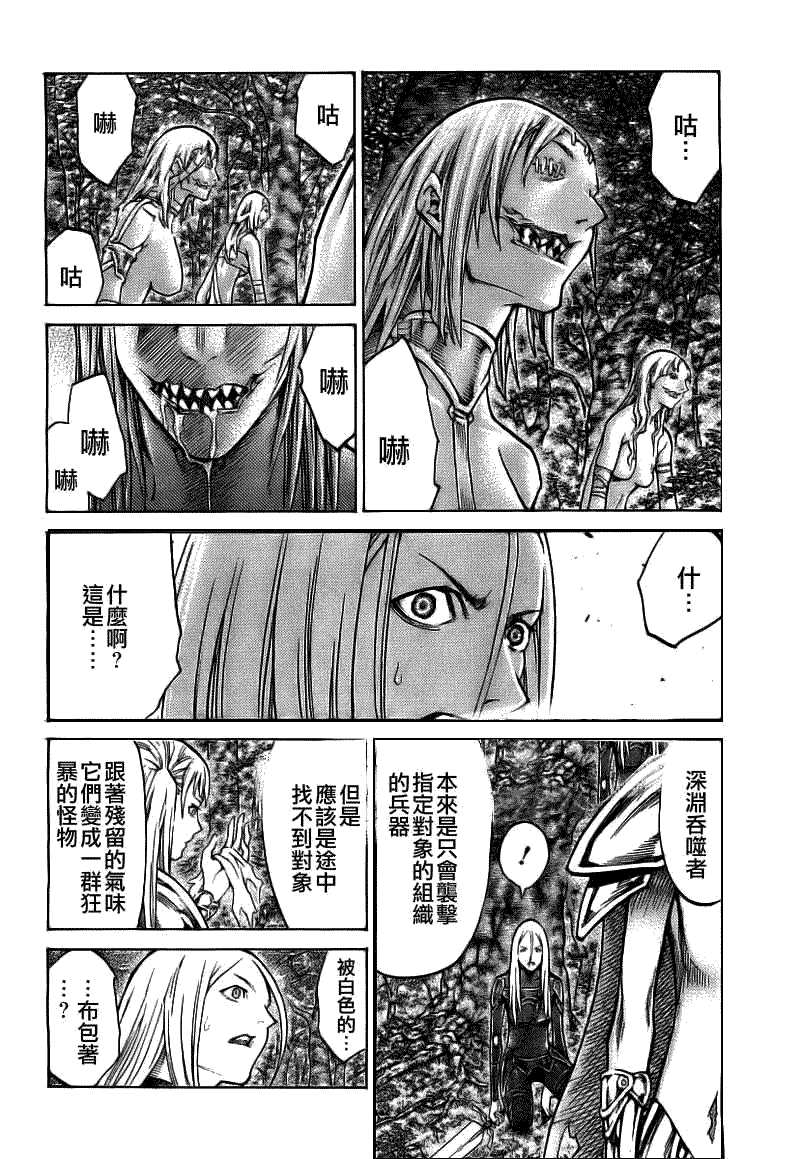 咕…
嚇
咕
嚇
咕
嚇
嚇
嚇
什…
什麼啊?
這是……
深淵吞噬者
本來是只會襲擊
指定對象的組織
的兵器
!
但是
應該是途中
找不到對象
跟著殘留的氣味
它們變成一群狂
暴的怪物
被白色的…
…布包著
…?